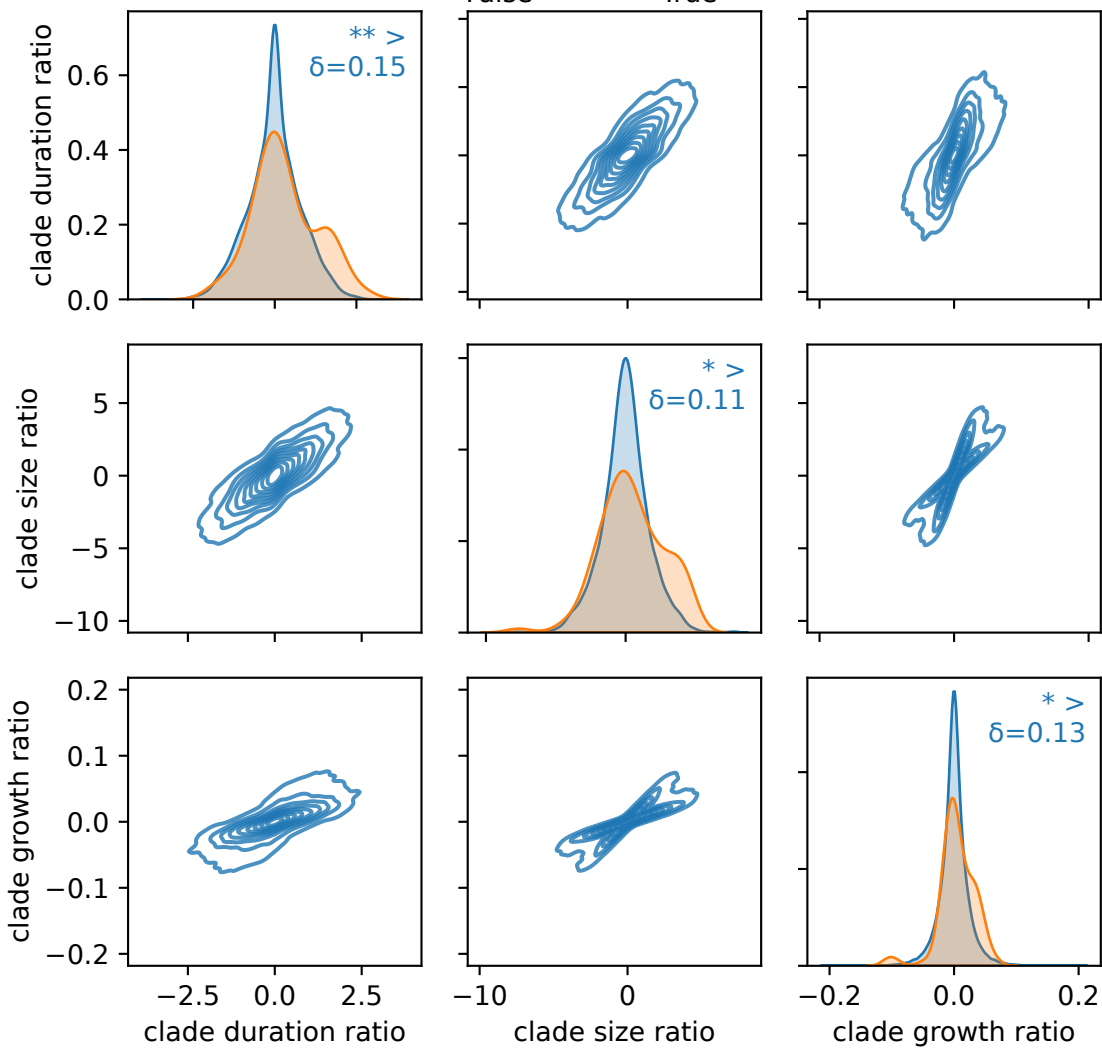 True
clade duration ratio
0.6
0.4
0.2
0.0
** >
δ=0.15
clade size ratio
5
0
−5
−10
* >
δ=0.11
clade growth ratio
0.2
0.1
0.0
−0.1
−0.2
* >
δ=0.13
−2.5
0.0
2.5
−10
0
−0.2
0.0
0.2
clade duration ratio
clade size ratio
clade growth ratio